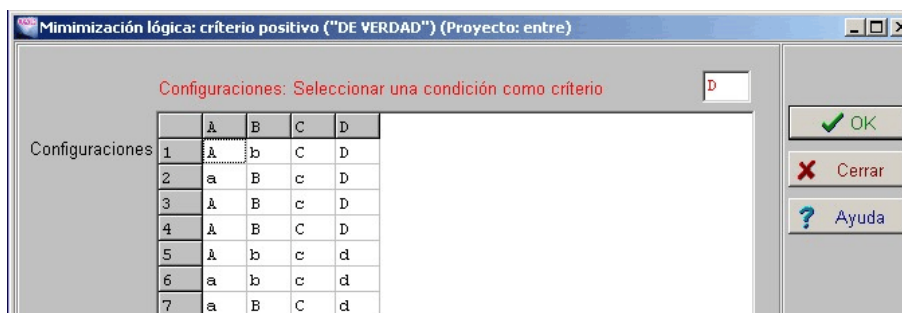 Mimimización lógica: críterio positivo ("DE VERDAD") (Proyecto: entre)
Configuraciones: Seleccionar una condición como críterio D
OK
Cerrar
Ayuda
Configuraciones
A B C D
1 A b C D
2 a B c D
3 A B c D
4 A B C D
5 A b c d
6 a b c d
7 a B C d